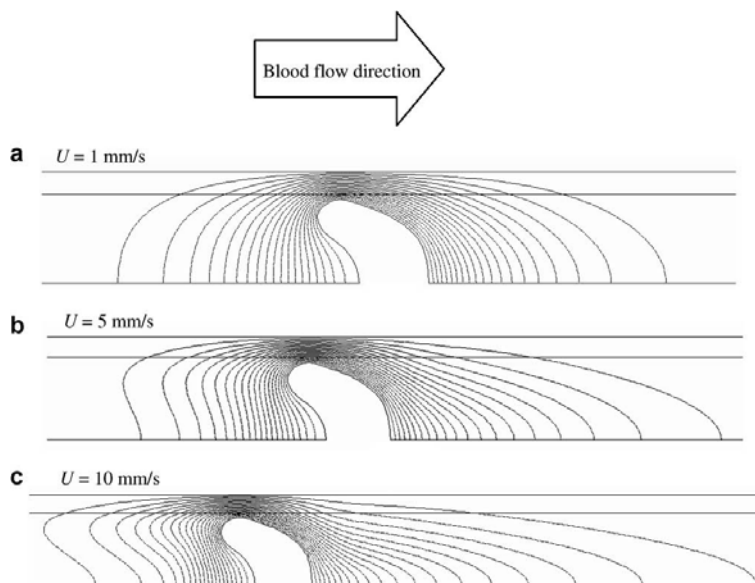 Blood flow direction
a
U = 1 mm/s
b
U = 5 mm/s
c
U = 10 mm/s